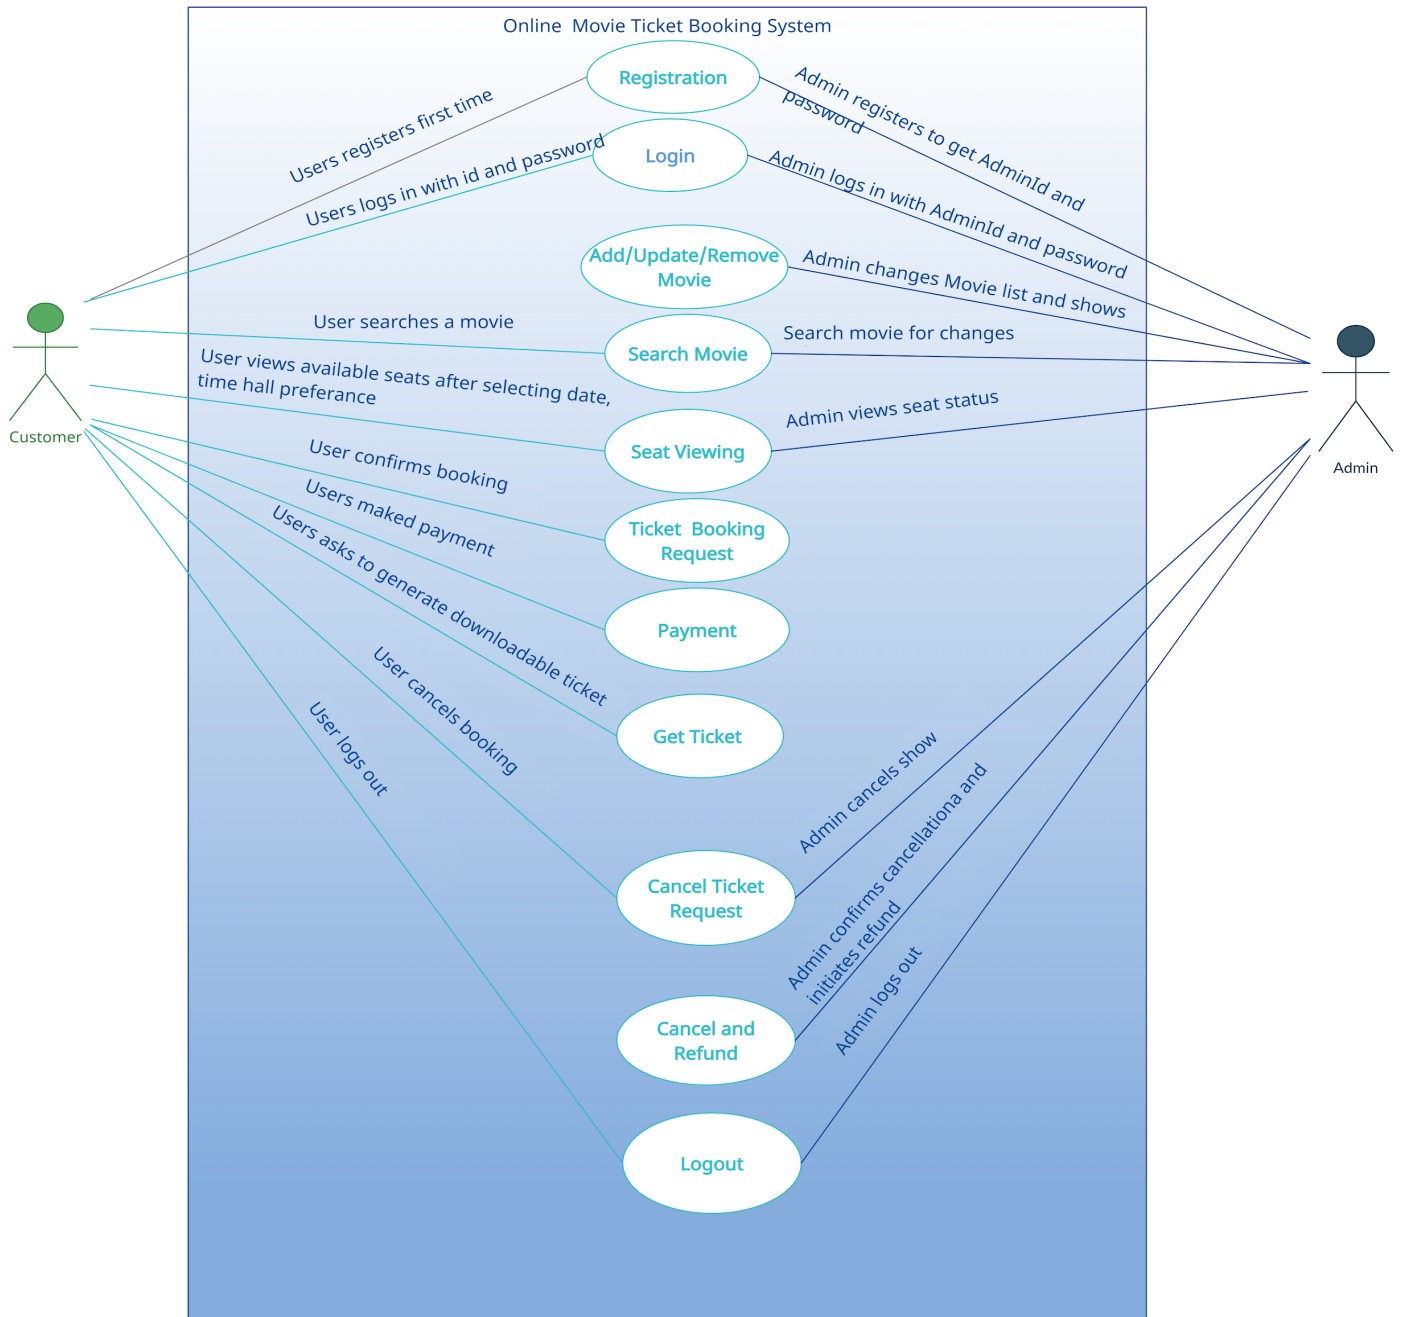 Online  Movie Ticket Booking System
Registration
Users registers first time
Admin registers to get AdminId and
password
Login
Users logs in with id and password
Admin logs in with AdminId and password
Add/Update/Remove
Movie
Admin changes Movie list and shows
User searches a movie
Search Movie
Search movie for changes
User views available seats after selecting date,
time hall preferance
Seat Viewing
Admin views seat status
Customer
Admin
User confirms booking
Ticket  Booking
Request
Users maked payment
Payment
Users asks to generate downloadable ticket
Get Ticket
User cancels booking
Cancel Ticket
Request
Admin cancels show
Admin confirms cancellationa and
initiates refund
Cancel and
Refund
User logs out
Logout
Admin logs out